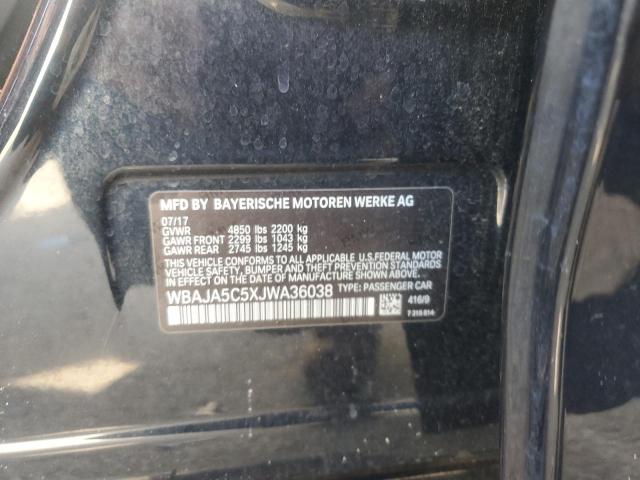 MFD BY BAYERISCHE MOTOREN WERKE AG
07/17
GVWR 4850 lbs 2200 kg
GAWR FRONT 2299 lbs 1043 kg
GAWR REAR 2745 lbs 1245 kg
THIS VEHICLE CONFORMS TO ALL APPLICABLE U.S.FEDERAL MOTOR
VEHICLE SAFETY, BUMPER, AND THEFT PREVENTION STANDARDS
IN EFFECT ON THE DATE OF MANUFACTURE SHOWN ABOVE.
WBAJA5C5XJWA36038 TYPE: PASSENGER CAR
416/9
7 318 814